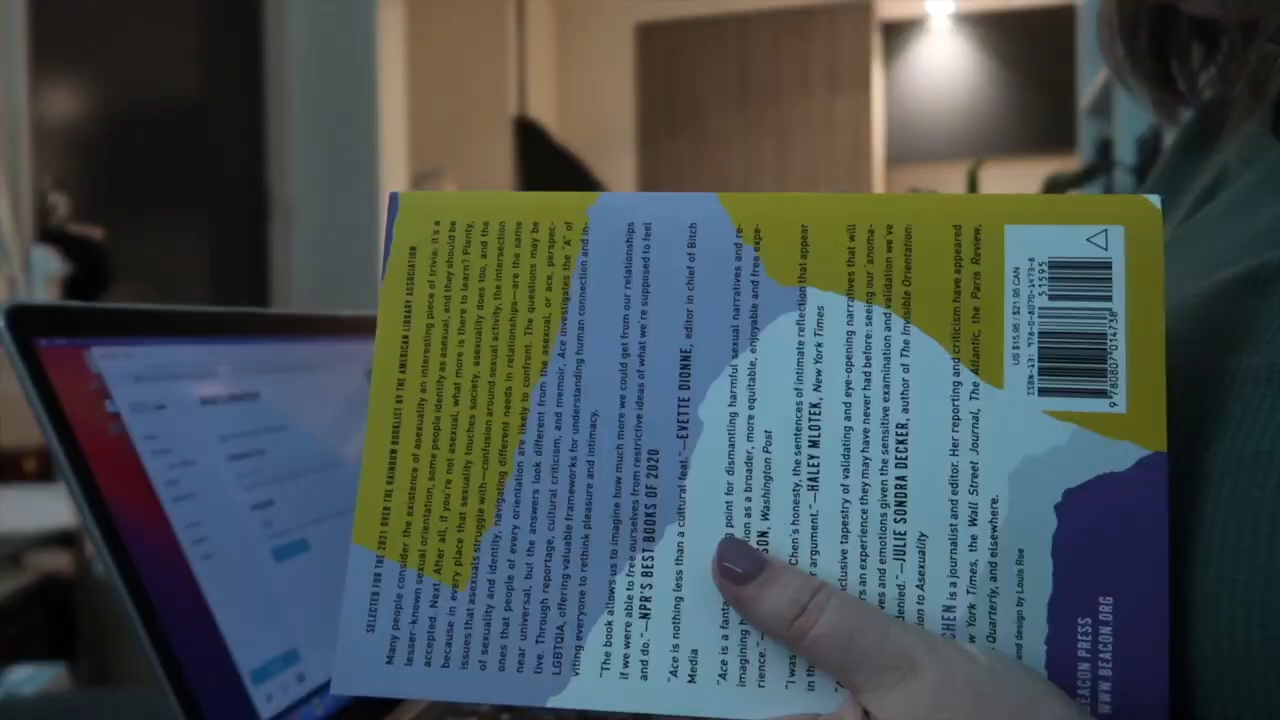 SELECTED FOR THE 2021 OVER THE RAINBOW BOOKLIST BY THE AMERICAN LIBRARY ASSOCIATION
Many people consider the existence of asexuality an interesting piece of trivia: it's a
lesser-known sexual orientation, some people identify as asexual, and they should be
accepted. Next. After all, if you're not asexual, what more is there to learn? Plenty,
because in every place that sexuality touches society, asexuality does too, and the
issues that asexuals struggle with—confusion around sexual activity, the intersection
of sexuality and identity, navigating different needs in relationships—are the same
ones that people of every orientation are likely to confront. The questions may be
near universal, but the answers look different from the asexual, or ace, perspec-
tive. Through reportage, cultural criticism, and memoir, Ace investigates the "A" of
LGBTQIA, offering valuable frameworks for understanding human connection and in-
viting everyone to rethink pleasure and intimacy.
"The book allows us to imagine how much more we could get from our relationships
if we were able to free ourselves from restrictive ideas of what we're supposed to feel
and do." —NPR'S BEST BOOKS OF 2020
"Ace is nothing less than a cultural feat." —EVETTE DIONNE, editor in chief of Bitch
Media
"Ace is a point for dismantling harmful sexual narratives and re-
imagining as a broader, more equitable, enjoyable and free expe-
rience." Washington Post
"I was Chen's honesty, the sentences of intimate reflection that appear
in argument." —HALEY MLOTEK, New York Times
tapestry of validating and eye-opening narratives that will
an experience they may have never had before: seeing our 'anoma-
and emotions given the sensitive examination and validation we've
denied." —JULIE SONDRA DECKER, author of The Invisible Orientation:
to Asexuality
CHEN is a journalist and editor. Her reporting and criticism have appeared
York Times, the Wall Street Journal, The Atlantic, the Paris Review,
Quarterly, and elsewhere.
and design by Louis Roe
BEACON PRESS
WWW.BEACON.ORG
US $15.95 / $21.95 CAN
ISBN-13: 978-0-8070-1473-8
51595
9 780807 014738